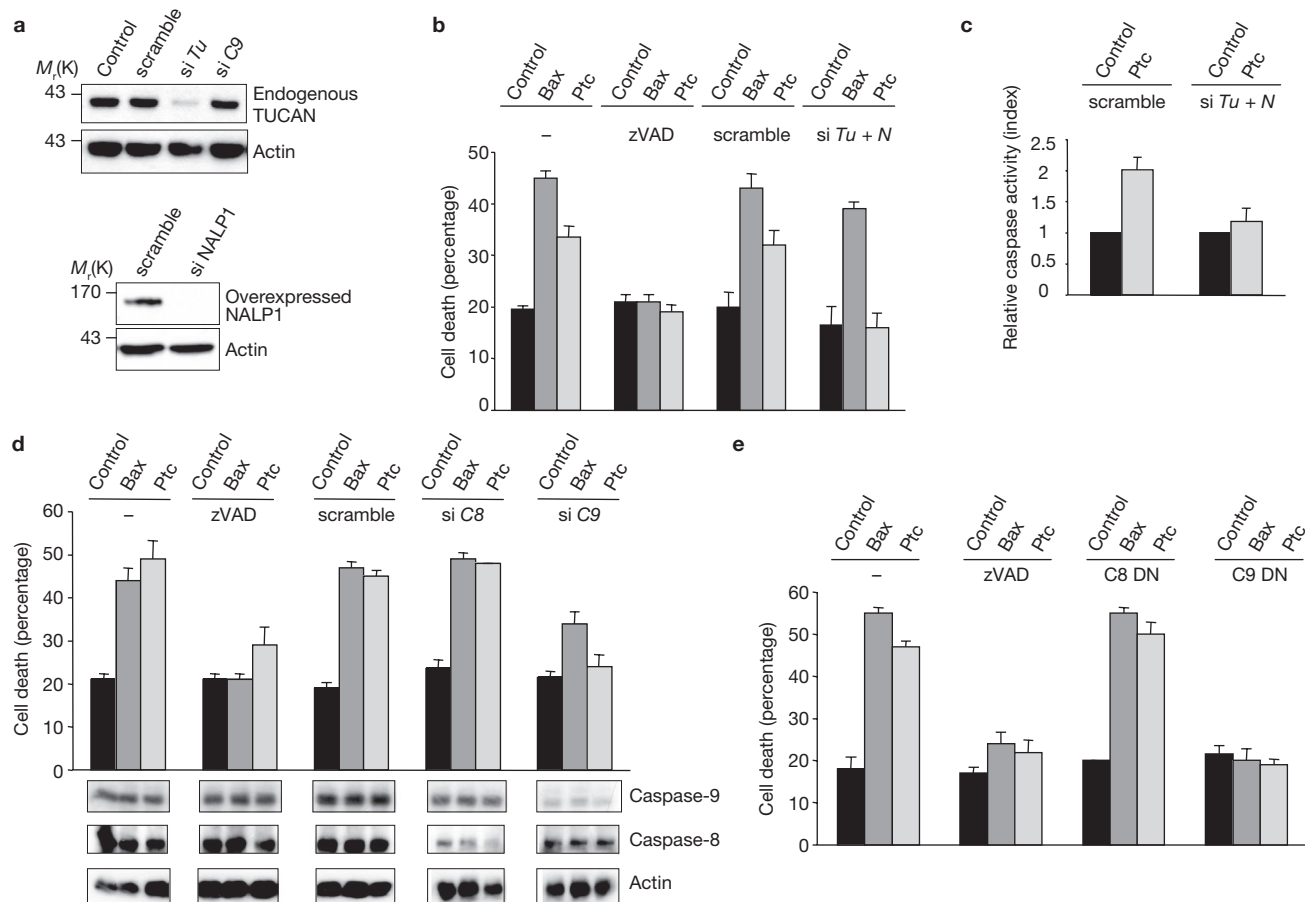 a
Control
scramble
si Tu
si C9
Mr(K)
43
Endogenous
TUCAN
43
Actin
scramble
si NALP1
Mr(K)
170
Overexpressed
NALP1
43
Actin
b
Control
Bax
Ptc
Control
Bax
Ptc
Control
Bax
Ptc
Control
Bax
Ptc
– zVAD scramble si Tu + N
Cell death (percentage)
50
40
30
20
10
0
c
Control
Ptc
Control
Ptc
scramble si Tu + N
Relative caspase activity (index)
2.5
2
1.5
1
0.5
0
d
Control
Bax
Ptc
Control
Bax
Ptc
Control
Bax
Ptc
Control
Bax
Ptc
Control
Bax
Ptc
– zVAD scramble si C8 si C9
Cell death (percentage)
60
50
40
30
20
10
0
Caspase-9
Caspase-8
Actin
e
Control
Bax
Ptc
Control
Bax
Ptc
Control
Bax
Ptc
Control
Bax
Ptc
– zVAD C8 DN C9 DN
Cell death (percentage)
60
50
40
30
20
10
0